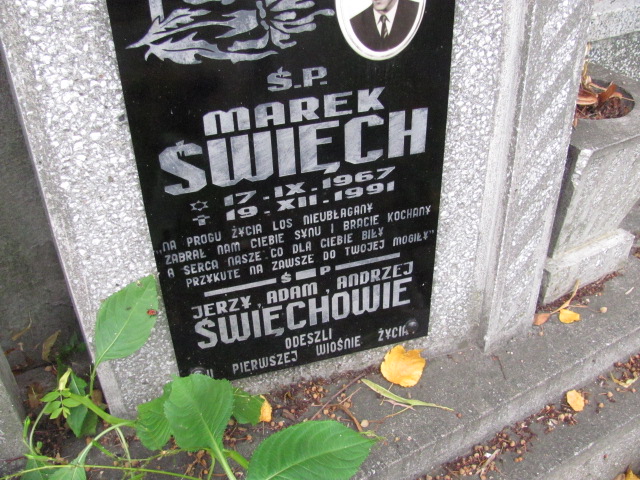 Ś.P.
MAREK
ŚWIĘCH
17-IX-1967
19-XII-1991
"NA PROGU ŻYCIA LOS NIEUBŁAGANY
ZABRAŁ NAM CIEBIE SYNU I BRACIE KOCHANY
A SERCA NASZE,CO DLA CIEBIE BIŁY
PRZYKUTE NA ZAWSZE DO TWOJEJ MOGIŁY"
Ś P
JERZY, ADAM, ANDRZEJ
ŚWIĘCHOWIE
ODESZLI
W PIERWSZEJ WIOŚNIE ŻYCIA